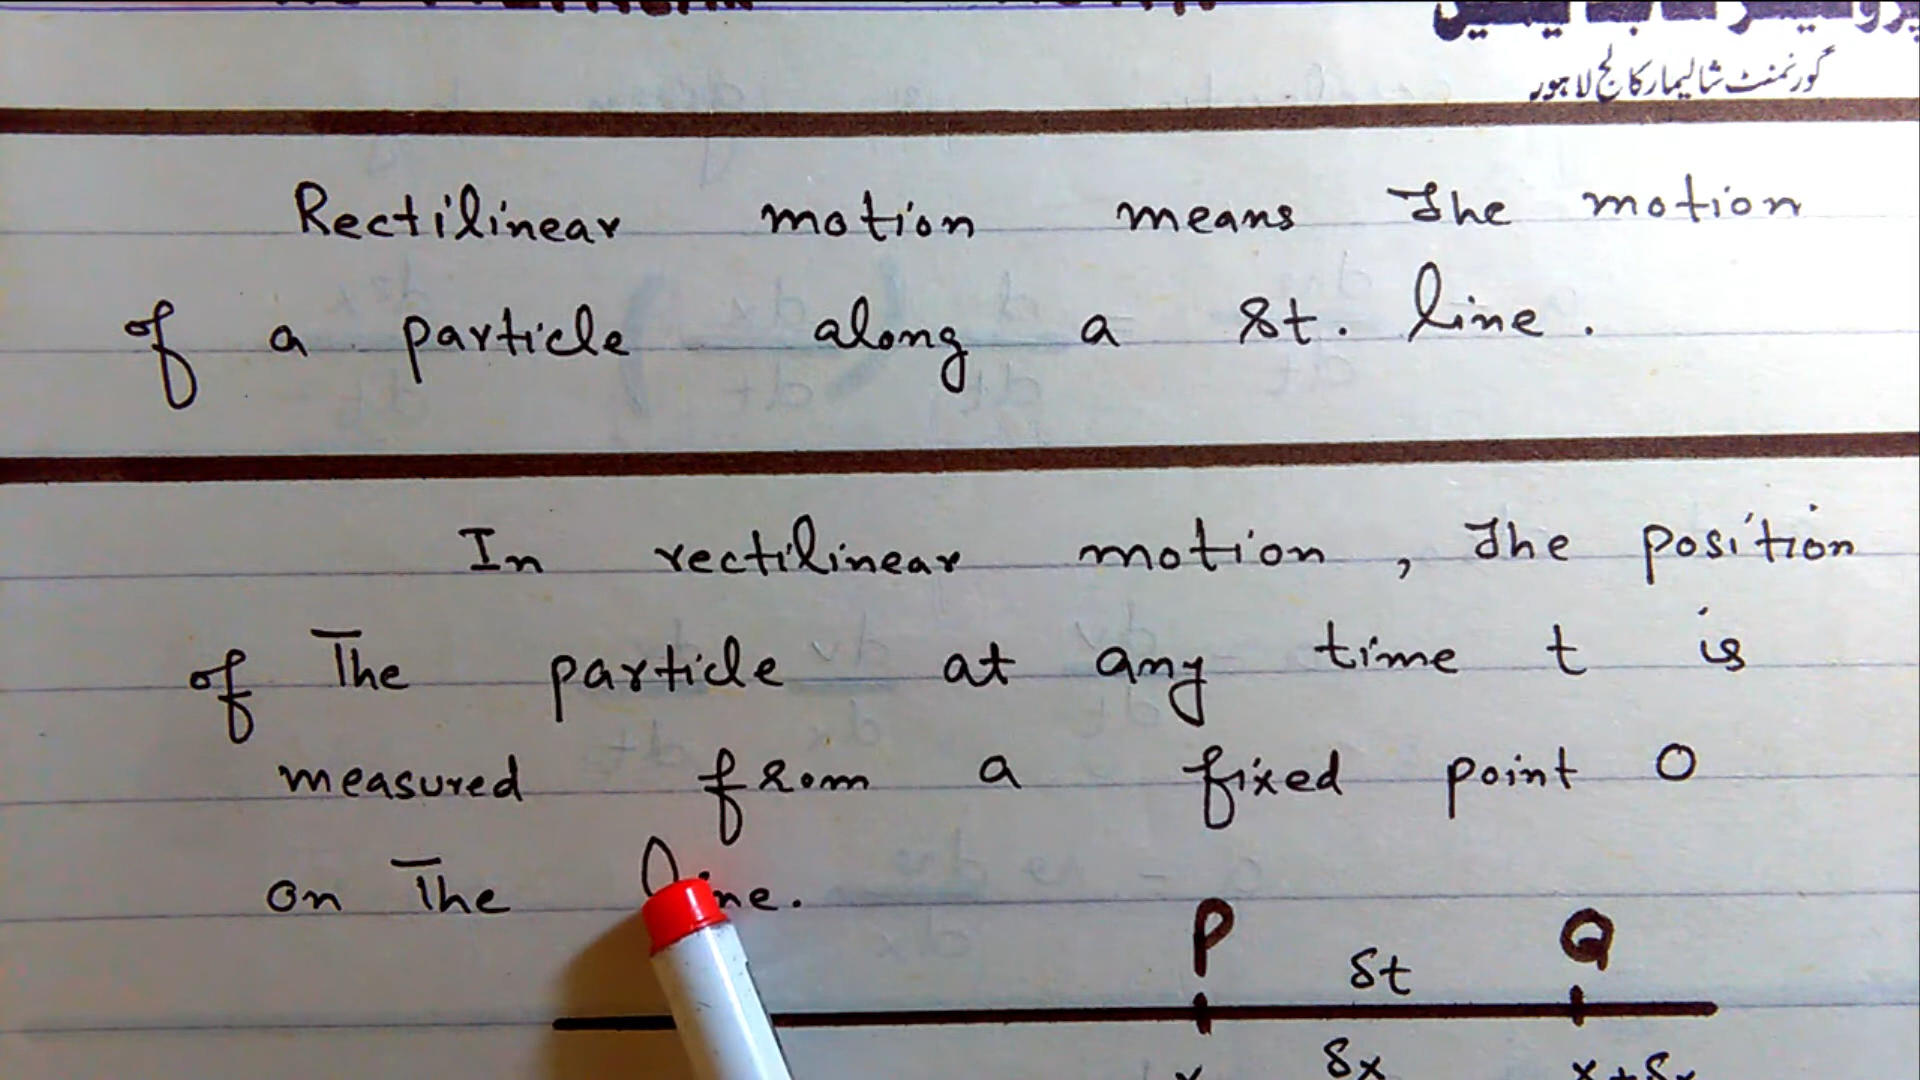 گورنمنٹ شالیمار کالج لاہور
Rectilinear motion means The motion
of a particle along a st. line.
In rectilinear motion, The position
of The particle at any time t is
measured from a fixed point O
on The line.
P δt Q
x δx x+δx